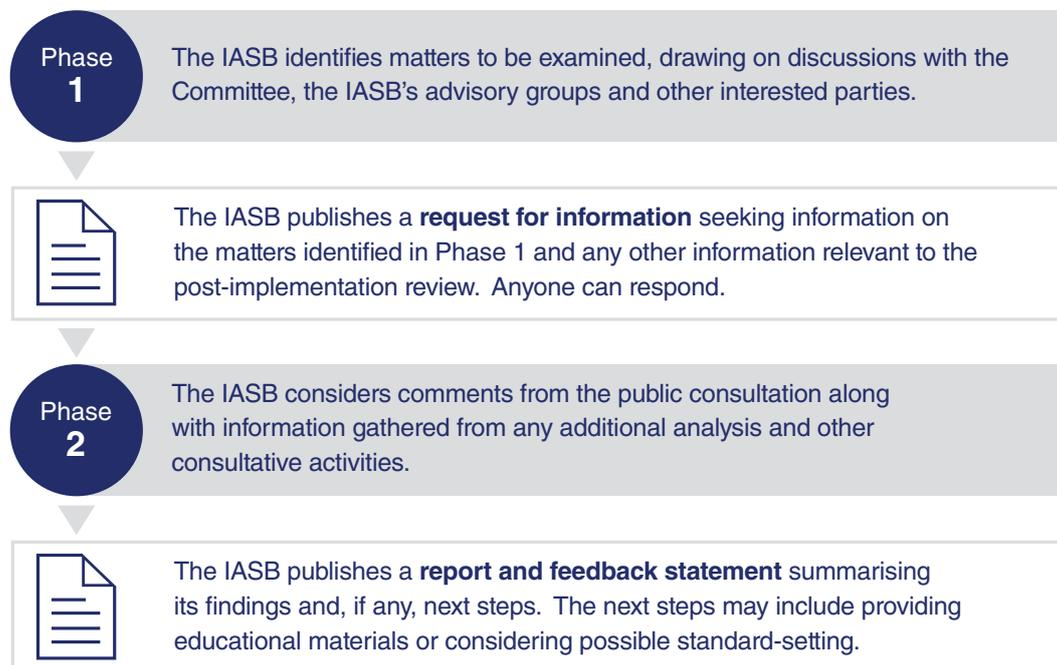 Phase
1
The IASB identifies matters to be examined, drawing on discussions with the
Committee, the IASB’s advisory groups and other interested parties.
The IASB publishes a request for information seeking information on
the matters identified in Phase 1 and any other information relevant to the
post-implementation review.  Anyone can respond.
Phase
2
The IASB considers comments from the public consultation along
with information gathered from any additional analysis and other
consultative activities.
The IASB publishes a report and feedback statement summarising
its findings and, if any, next steps.  The next steps may include providing
educational materials or considering possible standard-setting.